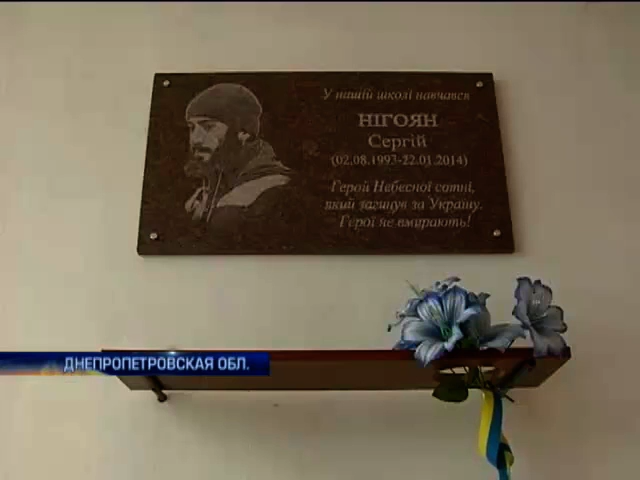 У нашій школі навчався
НІГОЯН
Сергій
(02.08.1993-22.01.2014)
Герой Небесної сотні,
який загинув за Україну.
Герої не вмирають!
ДНЕПРОПЕТРОВСКАЯ ОБЛ.